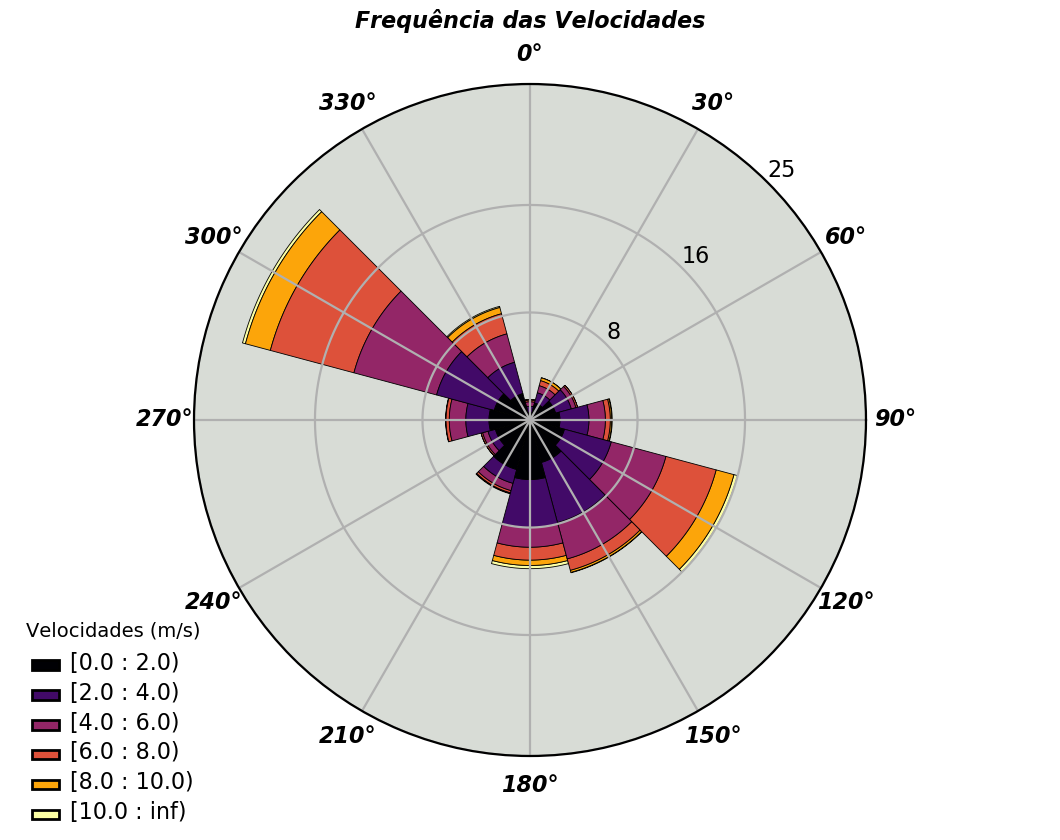 Frequência das Velocidades
0°
330°
30°
25
300°
60°
16
8
270°
90°
240°
120°
210°
150°
180°
Velocidades (m/s)
[0.0 : 2.0)
[2.0 : 4.0)
[4.0 : 6.0)
[6.0 : 8.0)
[8.0 : 10.0)
[10.0 : inf)